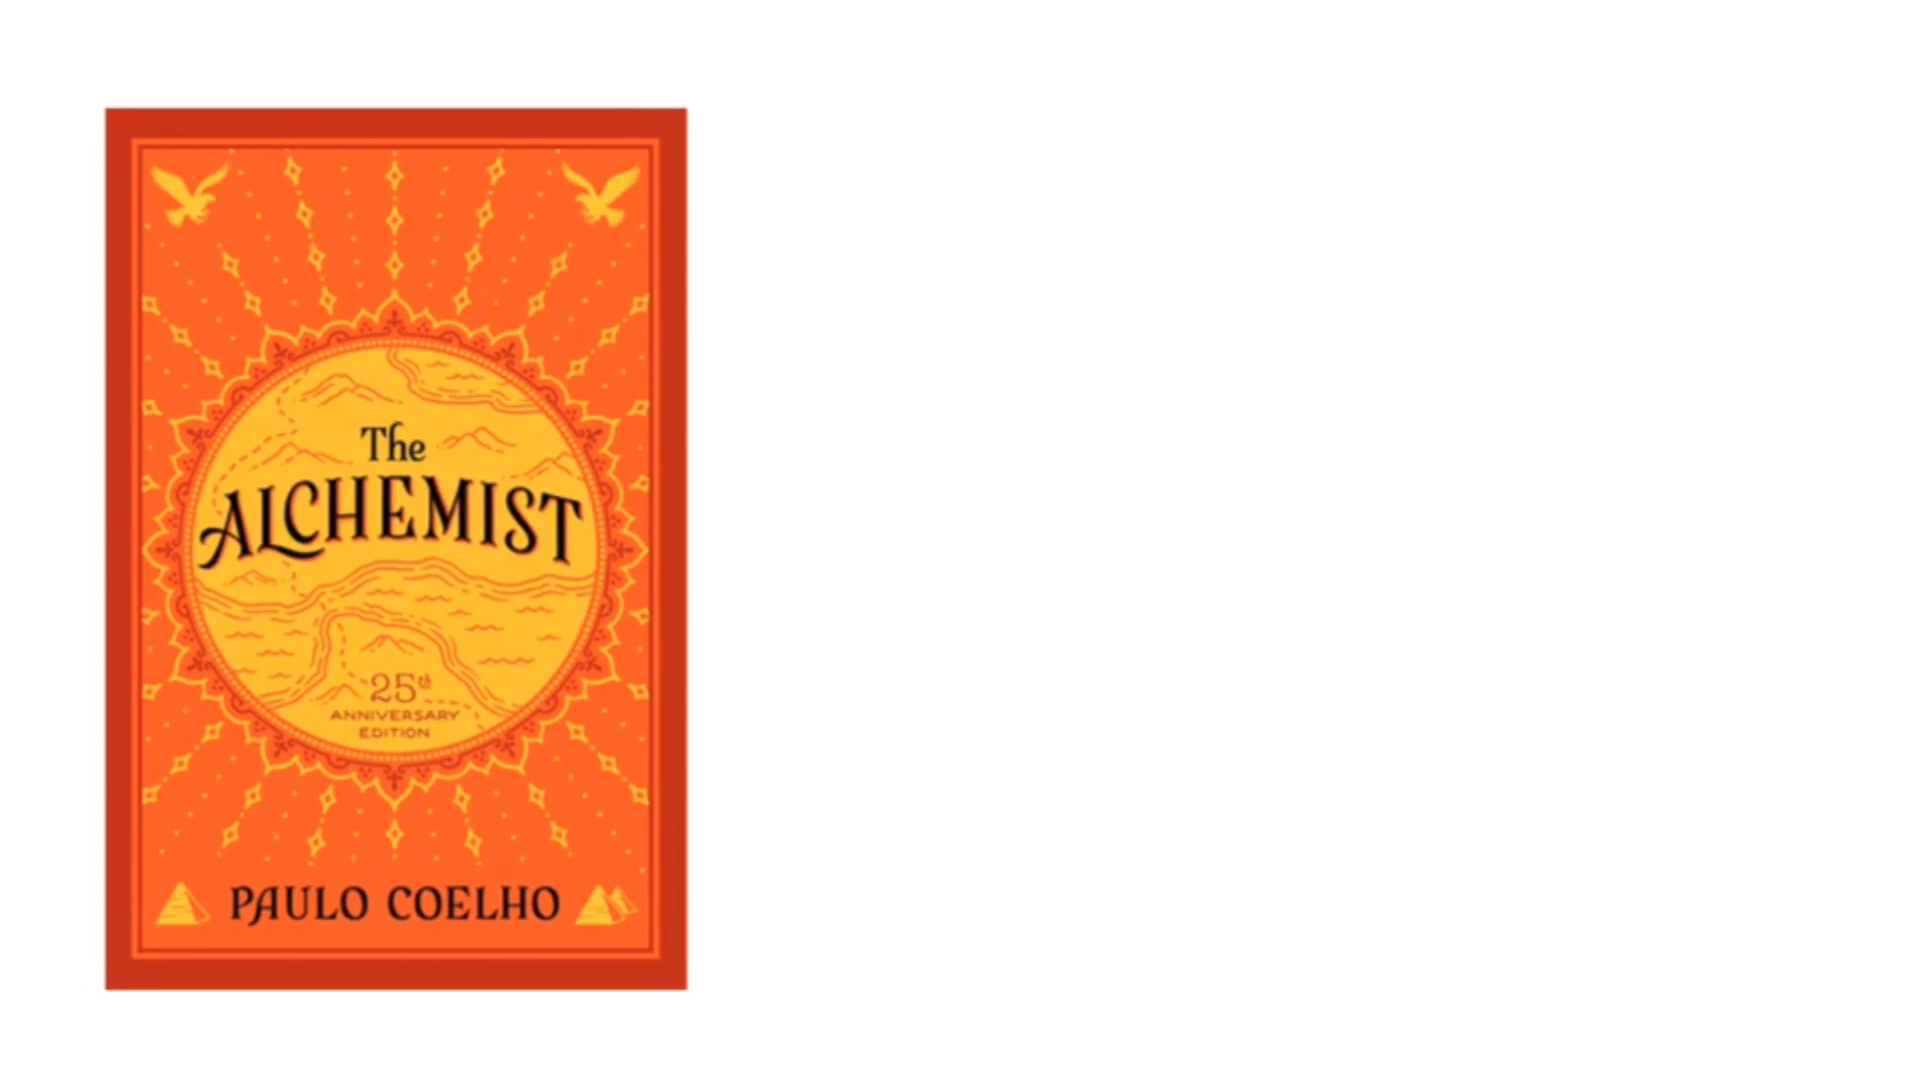 The
ALCHEMIST
25th
ANNIVERSARY
EDITION
PAULO COELHO